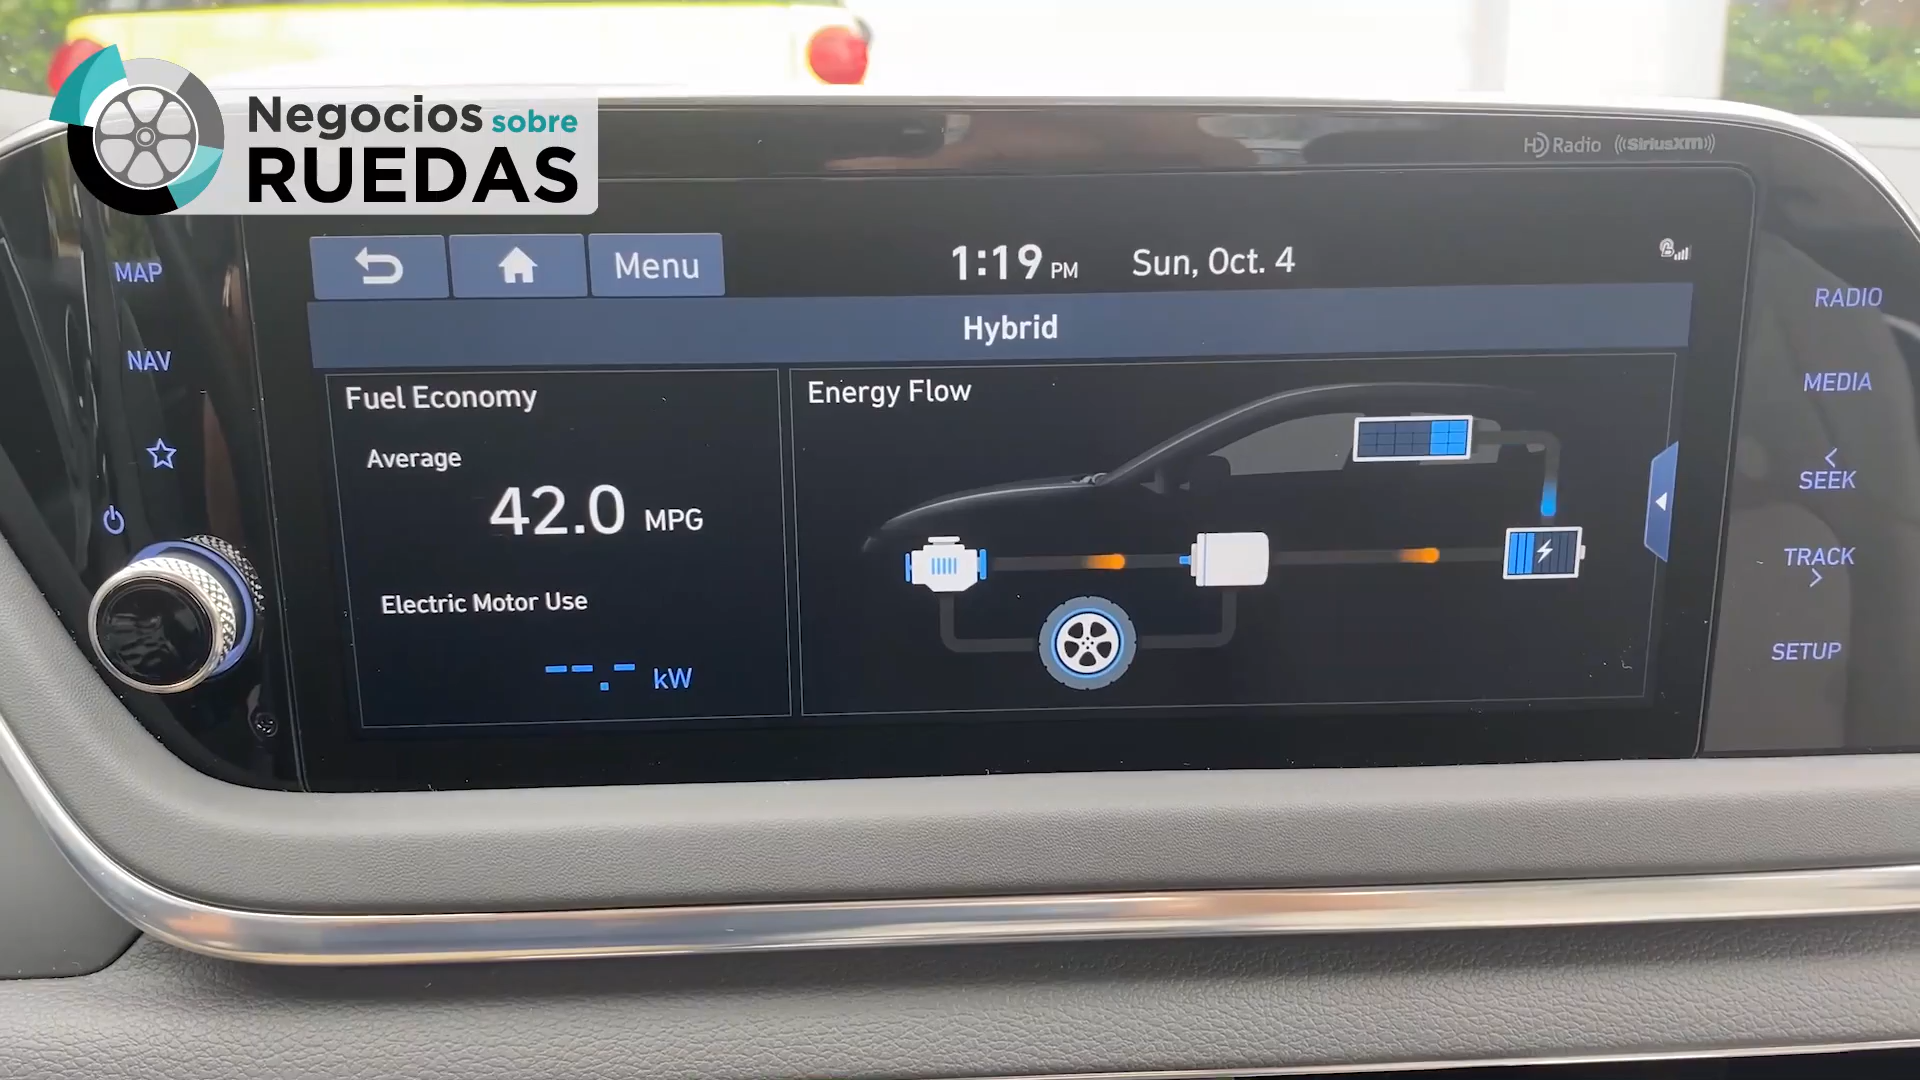 Negocios sobre
RUEDAS
HD Radio ((SiriusXM))
MAP
NAV
Menu
1:19 PM Sun, Oct. 4
Hybrid
Fuel Economy
Average
42.0 MPG
Electric Motor Use
--.- kW
Energy Flow
RADIO
MEDIA
<
SEEK
TRACK
>
SETUP